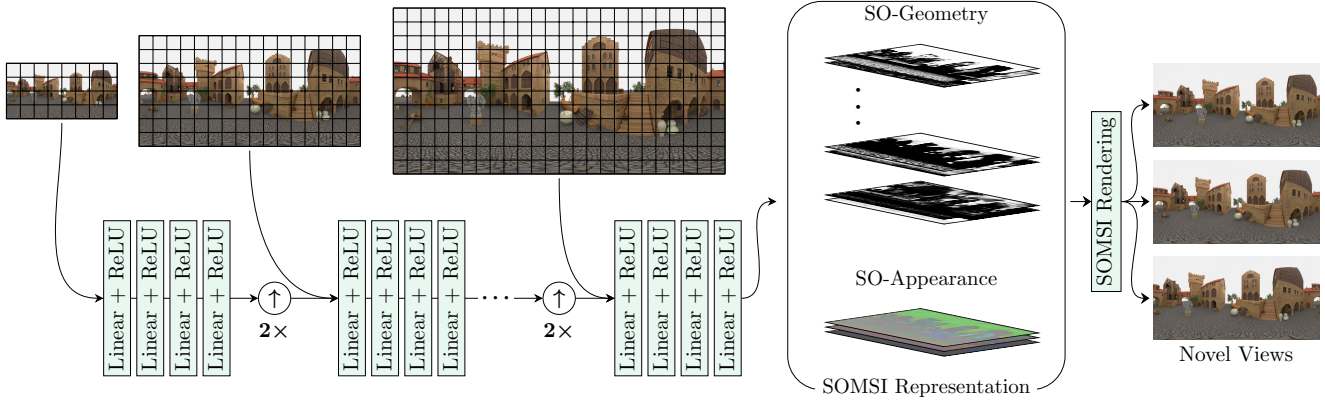 Linear + ReLU
Linear + ReLU
Linear + ReLU
Linear + ReLU
↑
2×
Linear + ReLU
Linear + ReLU
Linear + ReLU
Linear + ReLU
...
↑
2×
Linear + ReLU
Linear + ReLU
Linear + ReLU
Linear + ReLU
SO-Geometry
SO-Appearance
SOMSI Representation
SOMSI Rendering
Novel Views